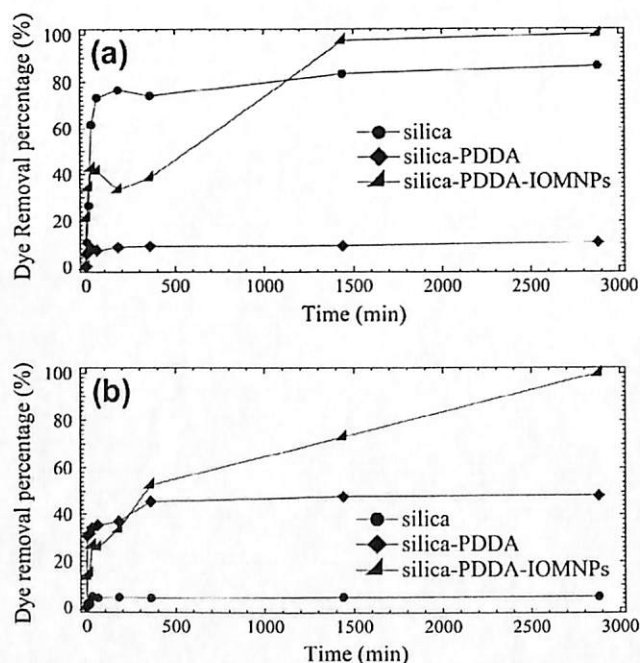 (a)
Dye Removal percentage (%)
100
80
60
40
20
0
silica
silica-PDDA
silica-PDDA-IOMNPs
0 500 1000 1500 2000 2500 3000
Time (min)
(b)
Dye removal percentage (%)
100
80
60
40
20
0
silica
silica-PDDA
silica-PDDA-IOMNPs
0 500 1000 1500 2000 2500 3000
Time (min)